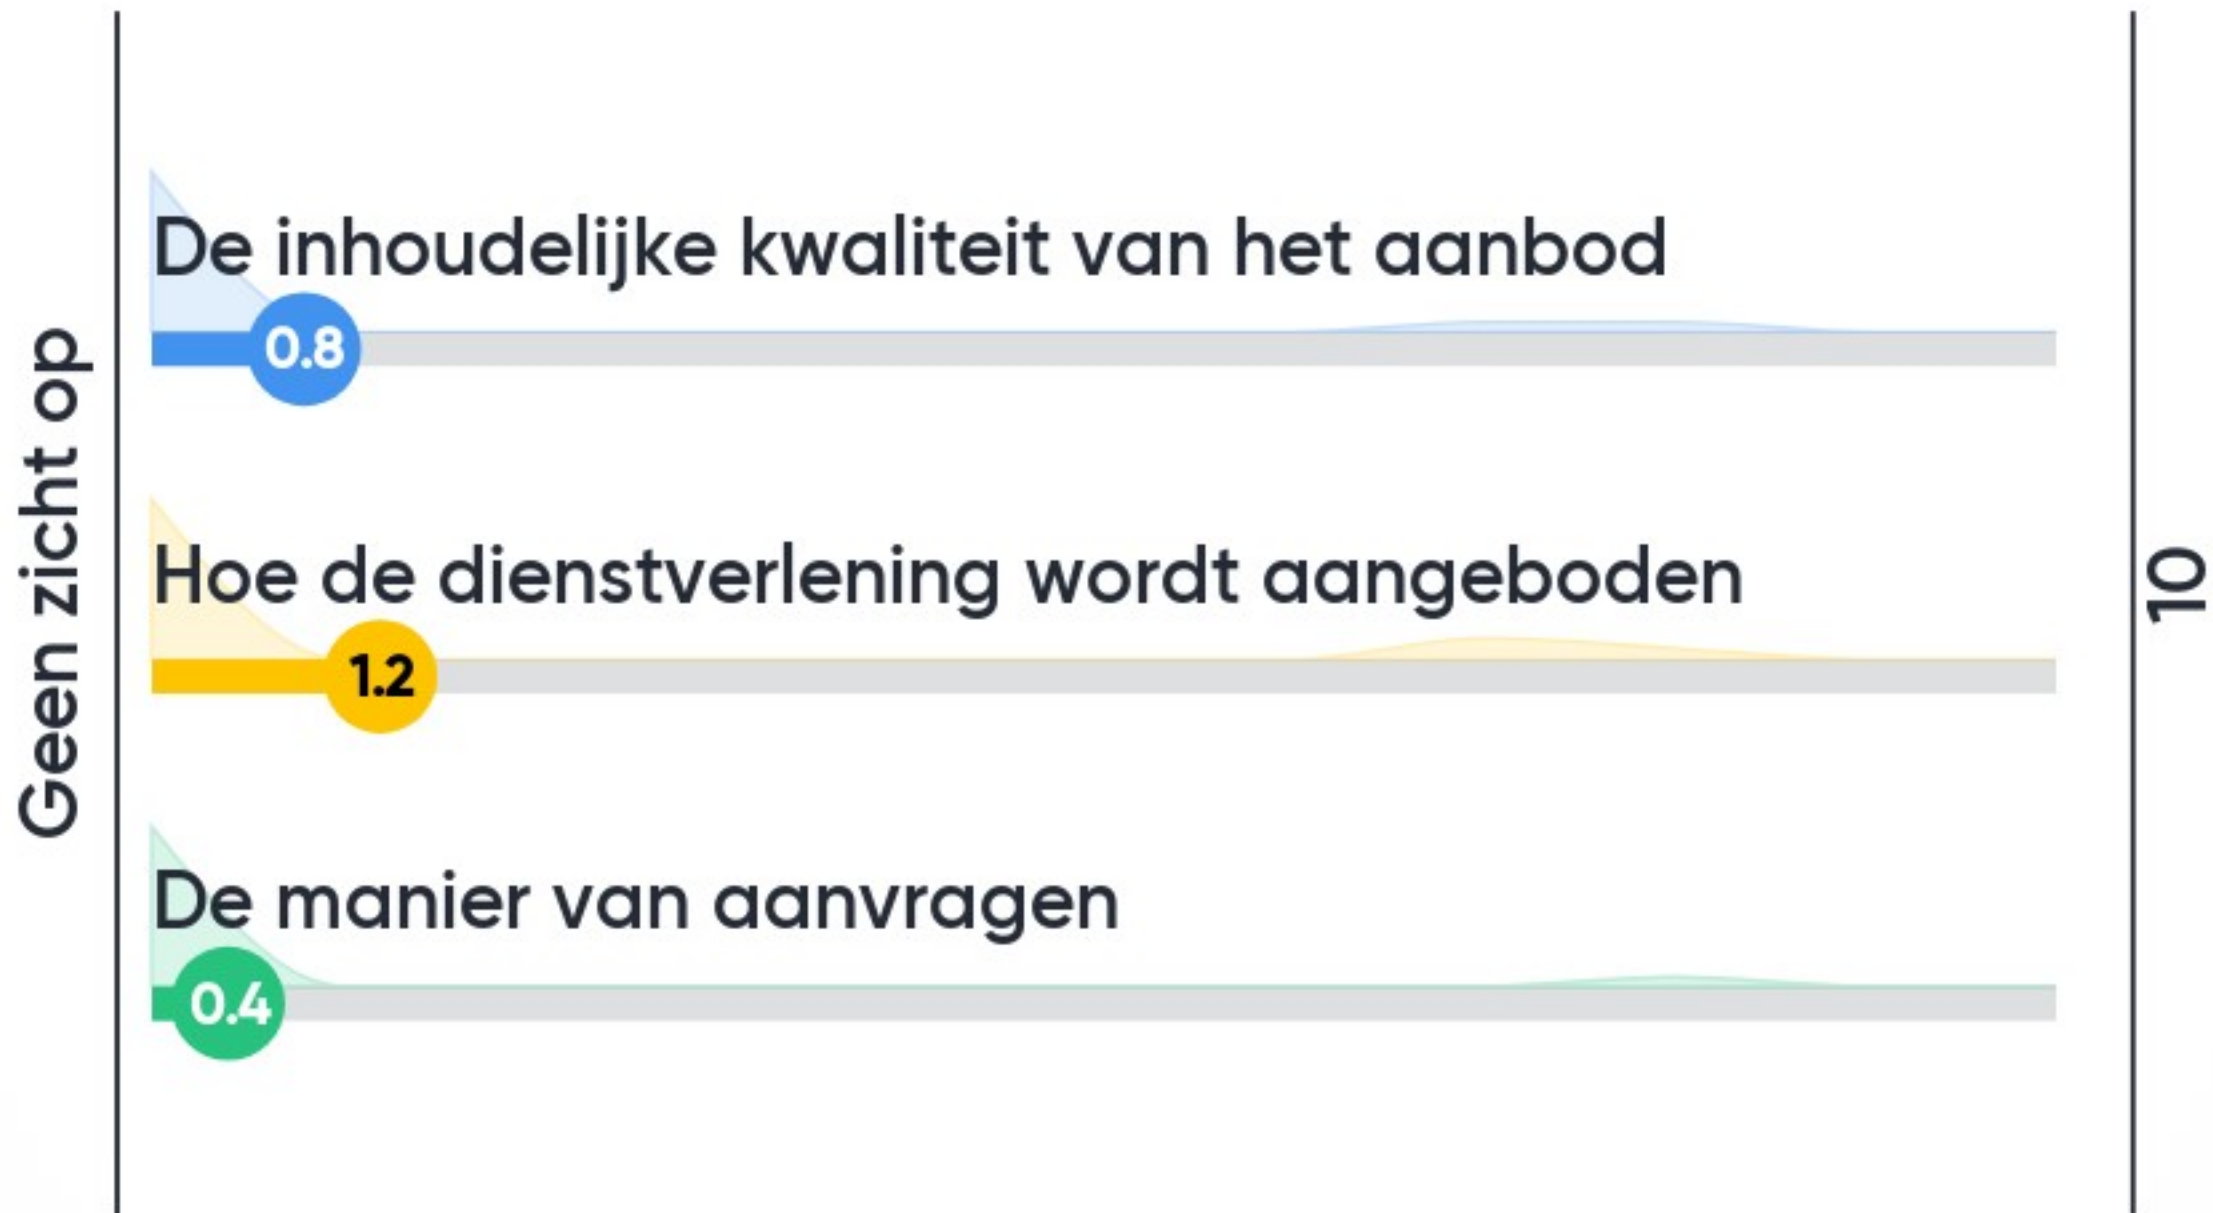 Geen zicht op
De inhoudelijke kwaliteit van het aanbod
0.8
Hoe de dienstverlening wordt aangeboden
1.2
De manier van aanvragen
0.4
10